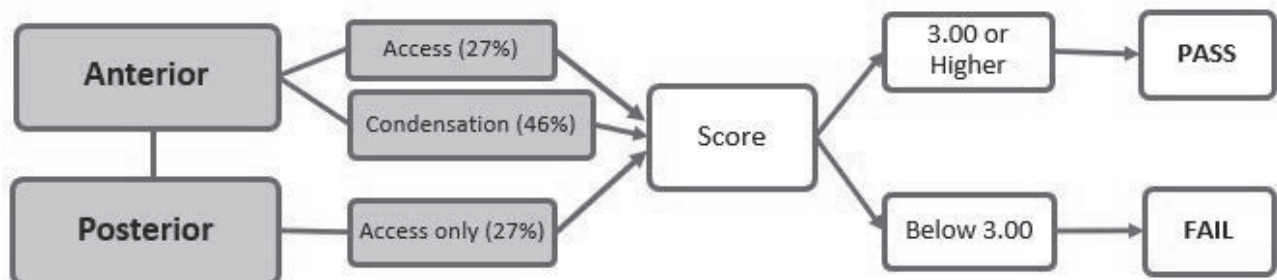 Anterior
Access (27%)
Condensation (46%)
Posterior
Access only (27%)
Score
3.00 or
Higher
PASS
Below 3.00
FAIL